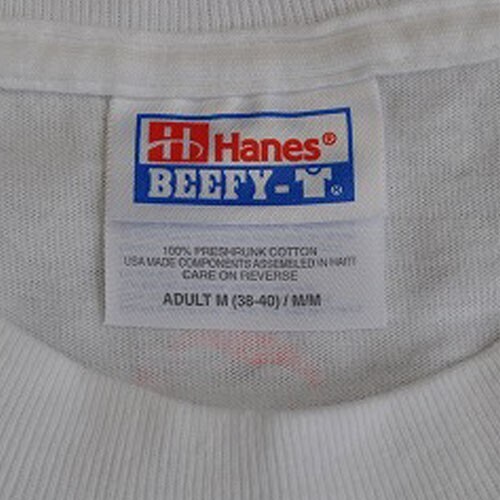 Hanes®
BEEFY-T®
100% PRESHRUNK COTTON
USA MADE COMPONENTS ASSEMBLED IN HAITI
CARE ON REVERSE
ADULT M (38-40) / M/M